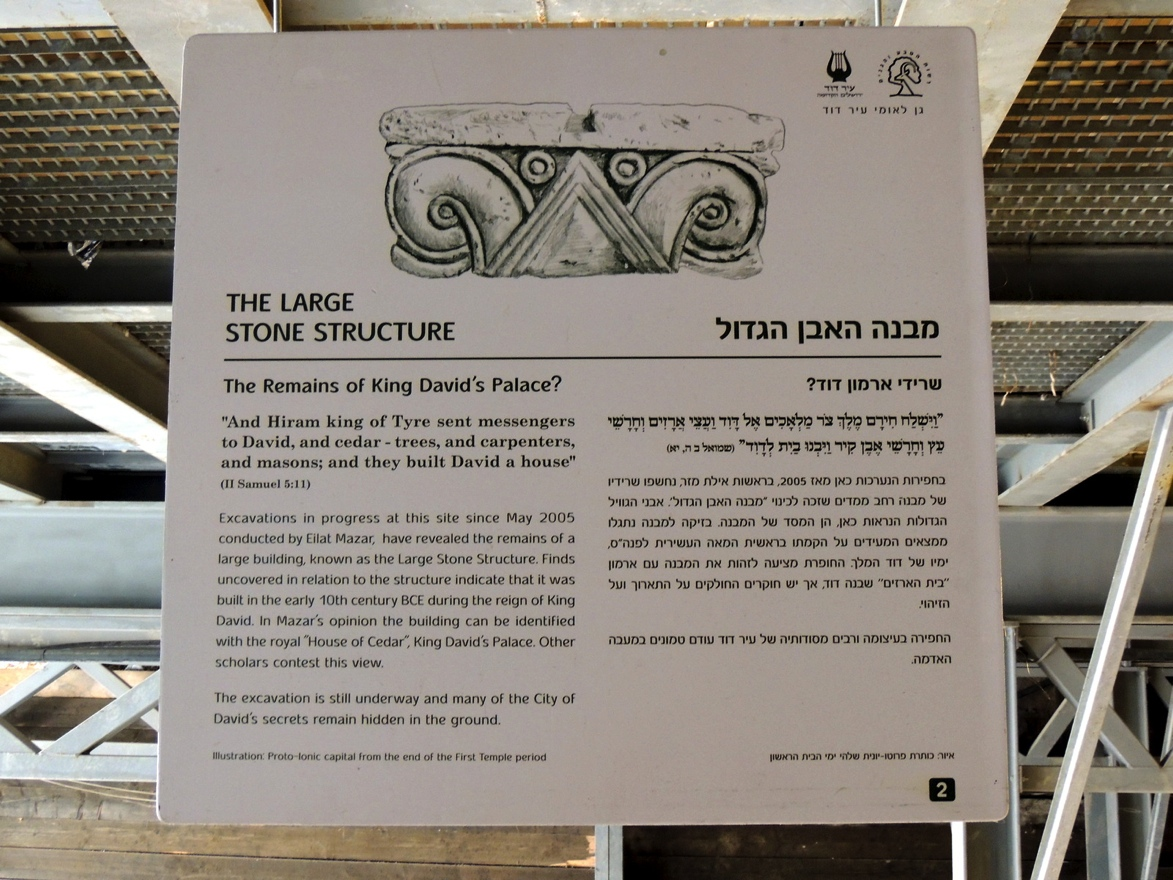 עיר דוד
ירושלים הקדומה
רשות הטבע והגנים
גן לאומי עיר דוד
THE LARGE
STONE STRUCTURE
מבנה האבן הגדול
The Remains of King David's Palace?
"And Hiram king of Tyre sent messengers
to David, and cedar - trees, and carpenters,
and masons; and they built David a house"
(II Samuel 5:11)
Excavations in progress at this site since May 2005
conducted by Eilat Mazar, have revealed the remains of a
large building, known as the Large Stone Structure. Finds
uncovered in relation to the structure indicate that it was
built in the early 10th century BCE during the reign of King
David. In Mazar's opinion the building can be identified
with the royal "House of Cedar", King David's Palace. Other
scholars contest this view.
The excavation is still underway and many of the City of
David's secrets remain hidden in the ground.
Illustration: Proto-Ionic capital from the end of the First Temple period
שרידי ארמון דוד?
"וַיִּשְׁלַח חִירָם מֶלֶךְ צֹר מַלְאָכִים אֶל דָּוִד וַעֲצֵי אֲרָזִים וְחָרָשֵׁי
עֵץ וְחָרָשֵׁי אֶבֶן קִיר וַיִּבְנוּ בַיִת לְדָוִד" (שמואל ב ה, יא)
בחפירות הנערכות כאן מאז 2005, בראשות אילת מזר, נחשפו שרידיו
של מבנה רחב ממדים שזכה לכינוי "מבנה האבן הגדול". אבני הגוויל
הגדולות הנראות כאן, הן המסד של המבנה. בזיקה למבנה נתגלו
ממצאים המעידים על הקמתו בראשית המאה העשירית לפנה"ס,
ימיו של דוד המלך. החופרת מציעה לזהות את המבנה עם ארמון
"בית הארזים" שבנה דוד, אך יש חוקרים החולקים על התארוך ועל
הזיהוי.
החפירה בעיצומה ורבים מסודותיה של עיר דוד עודם טמונים במעבה
האדמה.
איור: כותרת פרוטו-יונית שלהי ימי הבית הראשון
2